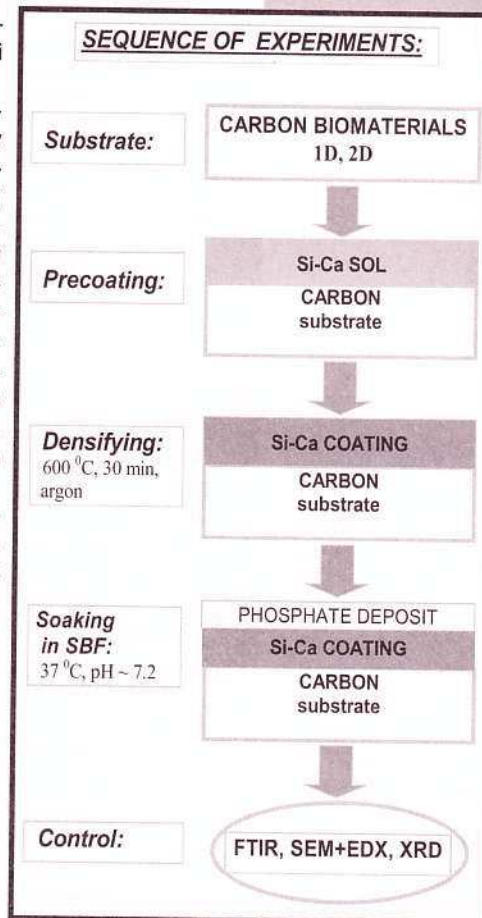 SEQUENCE OF EXPERIMENTS:
Substrate:
CARBON BIOMATERIALS
1D, 2D
Precoating:
Si-Ca SOL
CARBON
substrate
Densifying:
600 ⁰C, 30 min,
argon
Si-Ca COATING
CARBON
substrate
Soaking
in SBF:
37 ⁰C, pH ~ 7.2
PHOSPHATE DEPOSIT
Si-Ca COATING
CARBON
substrate
Control:
FTIR, SEM+EDX, XRD